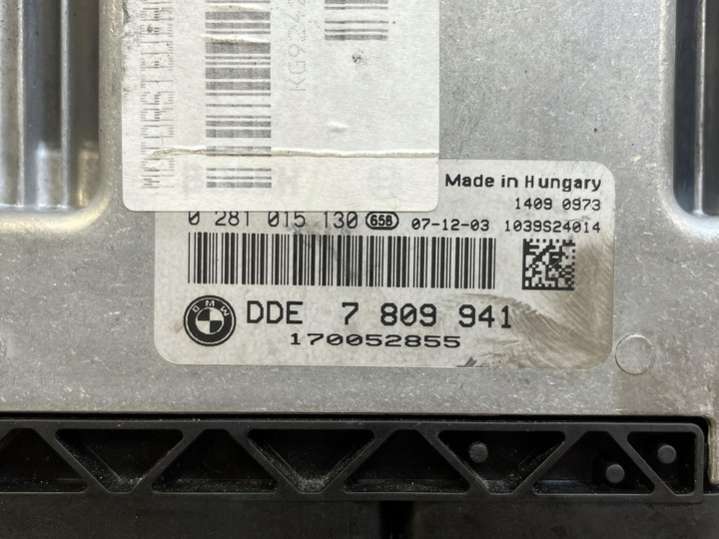 Made in Hungary
1409 0973
0 281 015 130 658 07-12-03 1039S24014
BMW
DDE 7 809 941
170052855